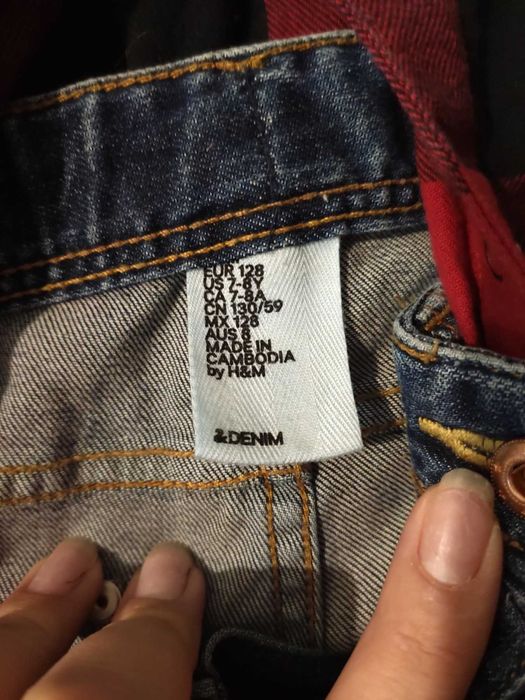 EUR 128
US 7-8Y
CA 7-8A
CN 130/59
MX 128
AUS 8
MADE IN
CAMBODIA
by H&M
&DENIM